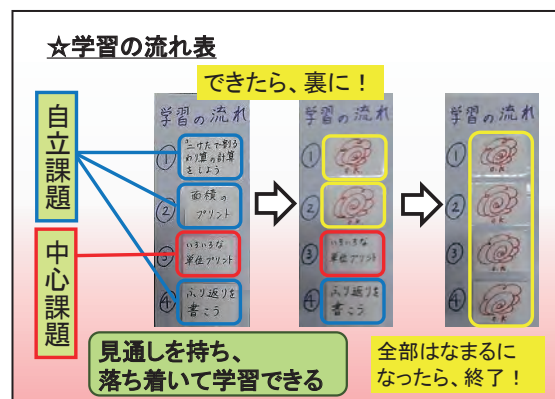 ☆学習の流れ表
できたら、裏に！
自立課題
中心課題
学習の流れ
① 二けたで割る
わり算の計算
をしよう
② 面積の
プリント
③ いろいろな
単位プリント
④ ふり返りを
書こう
学習の流れ
①
O.K
②
O.K
③ いろいろな
単位プリント
④ ふり返りを
書こう
学習の流れ
①
O.K
②
O.K
③
O.K
④
O.K
見通しを持ち、
落ち着いて学習できる
全部はなまるに
なったら、終了！